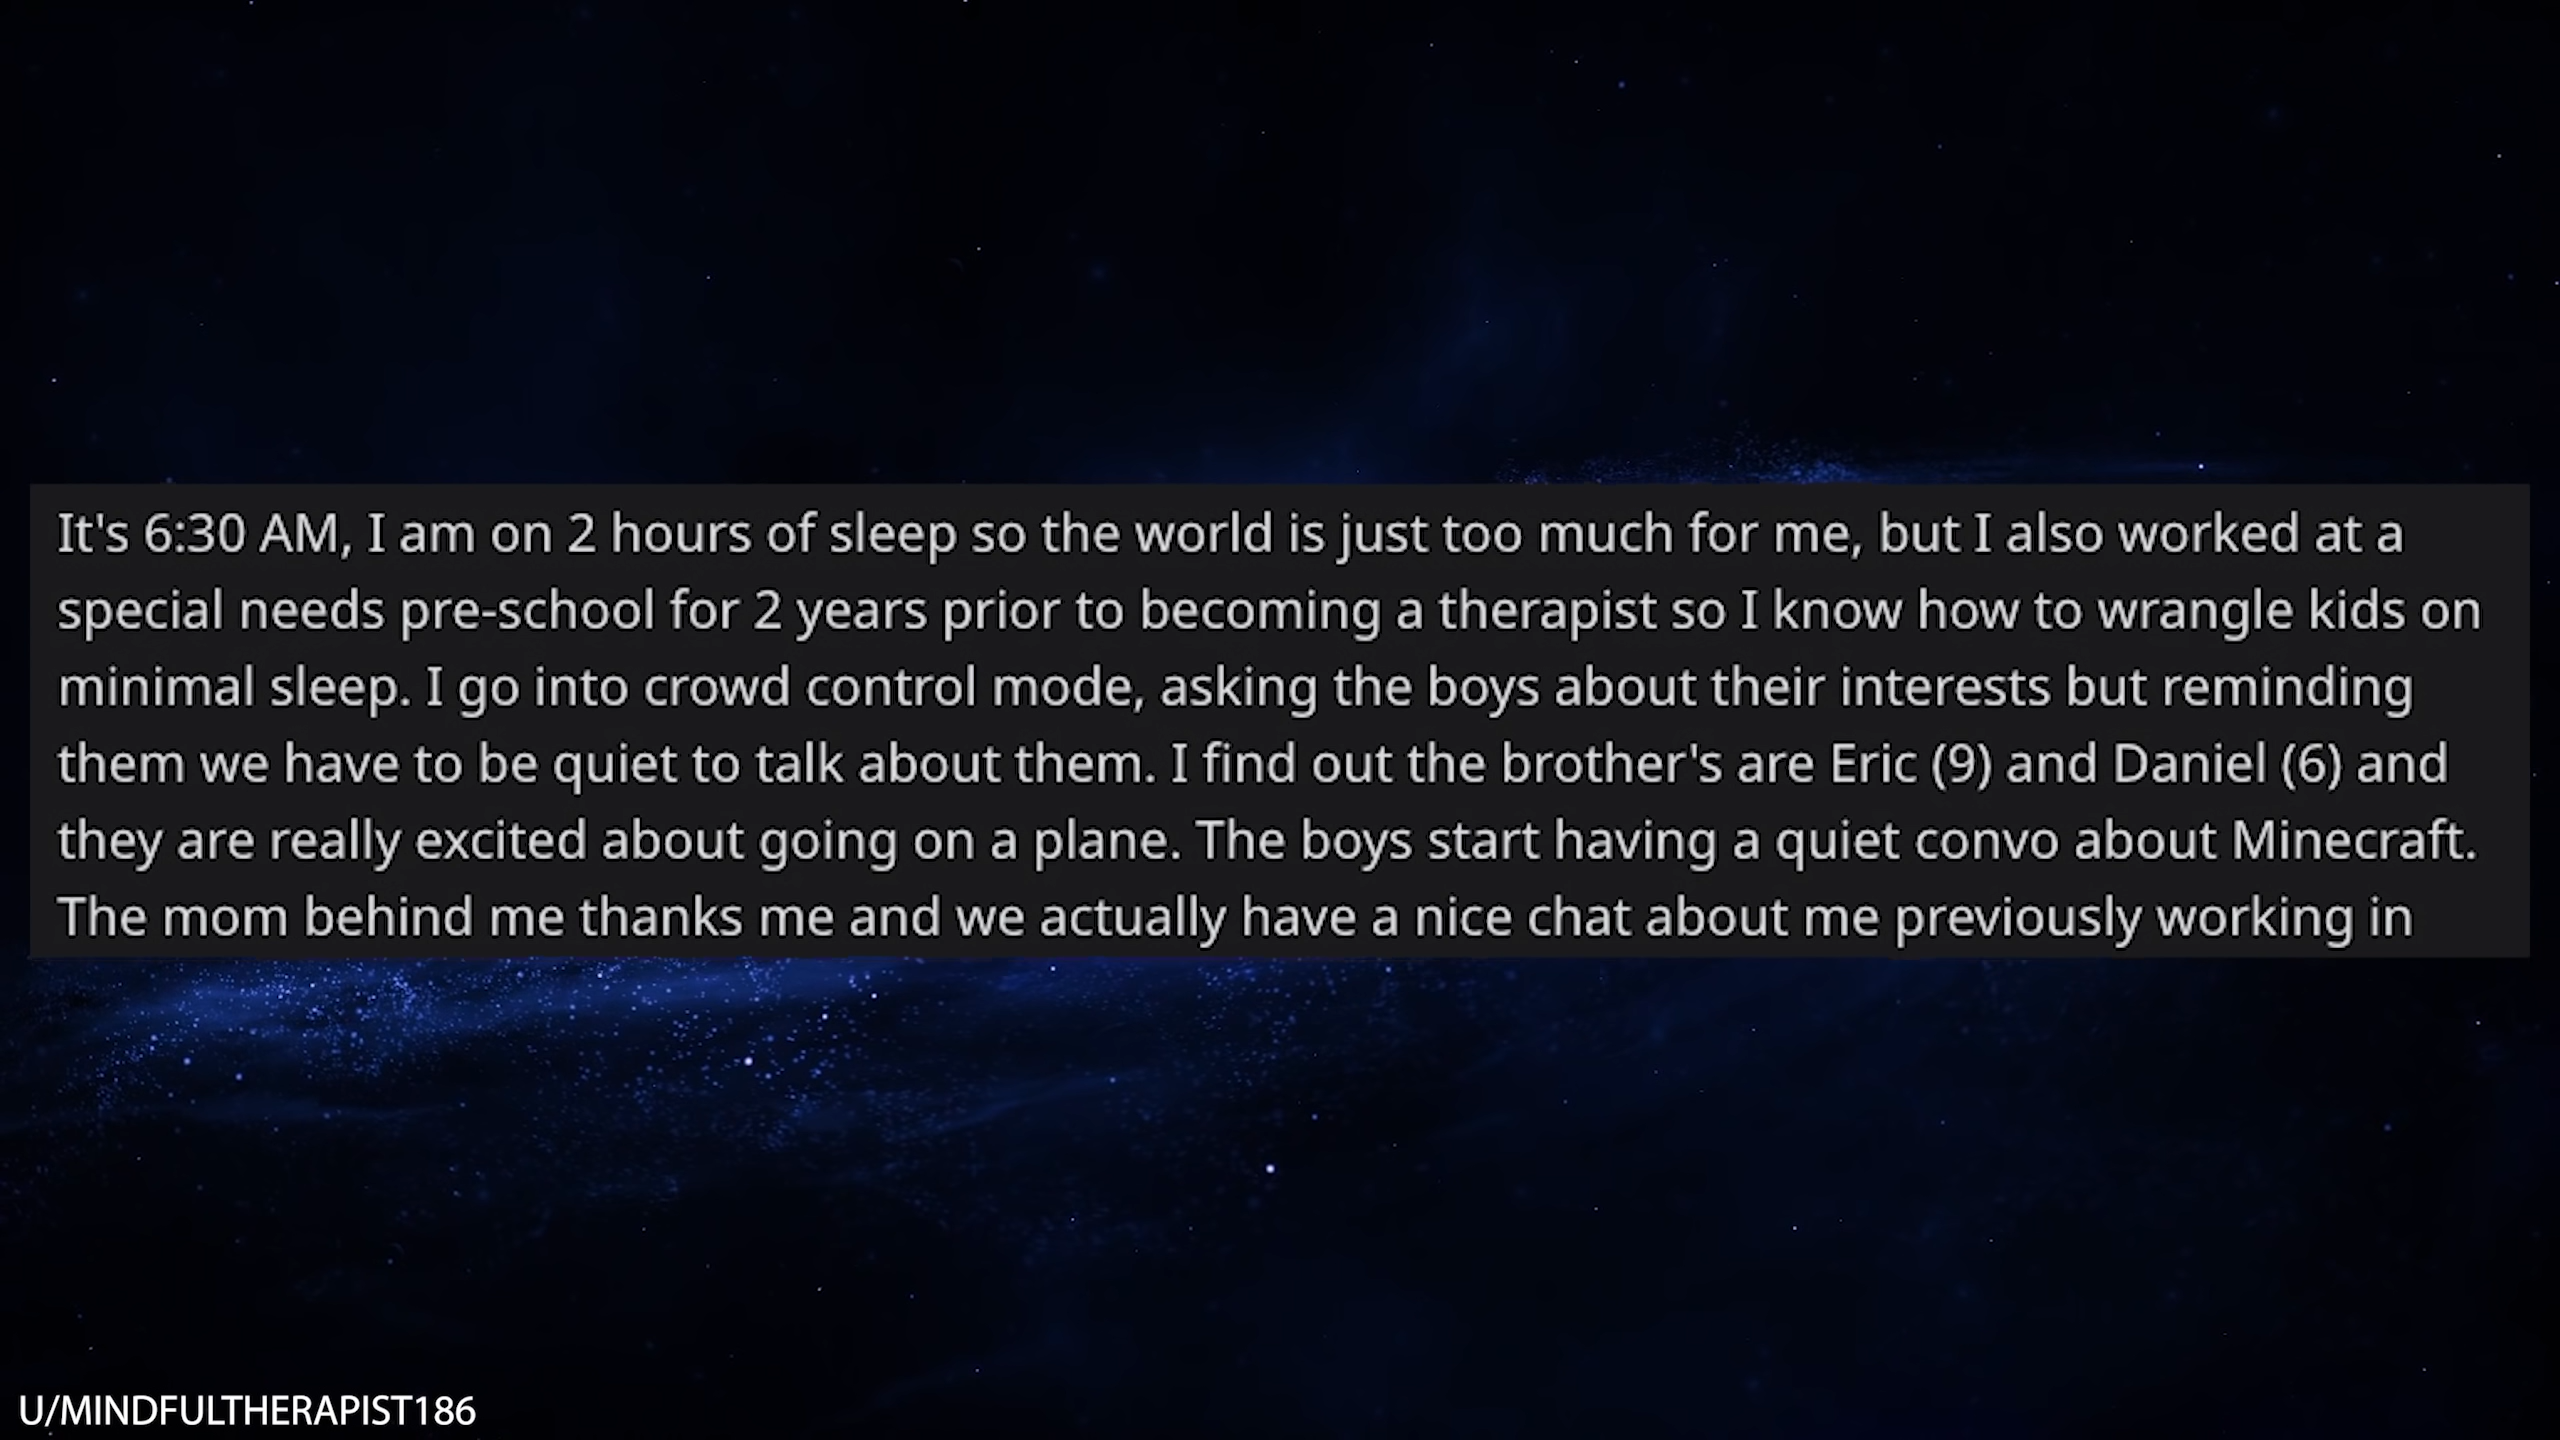 It's 6:30 AM, I am on 2 hours of sleep so the world is just too much for me, but I also worked at a
special needs pre-school for 2 years prior to becoming a therapist so I know how to wrangle kids on
minimal sleep. I go into crowd control mode, asking the boys about their interests but reminding
them we have to be quiet to talk about them. I find out the brother's are Eric (9) and Daniel (6) and
they are really excited about going on a plane. The boys start having a quiet convo about Minecraft.
The mom behind me thanks me and we actually have a nice chat about me previously working in
U/MINDFULTHERAPIST186